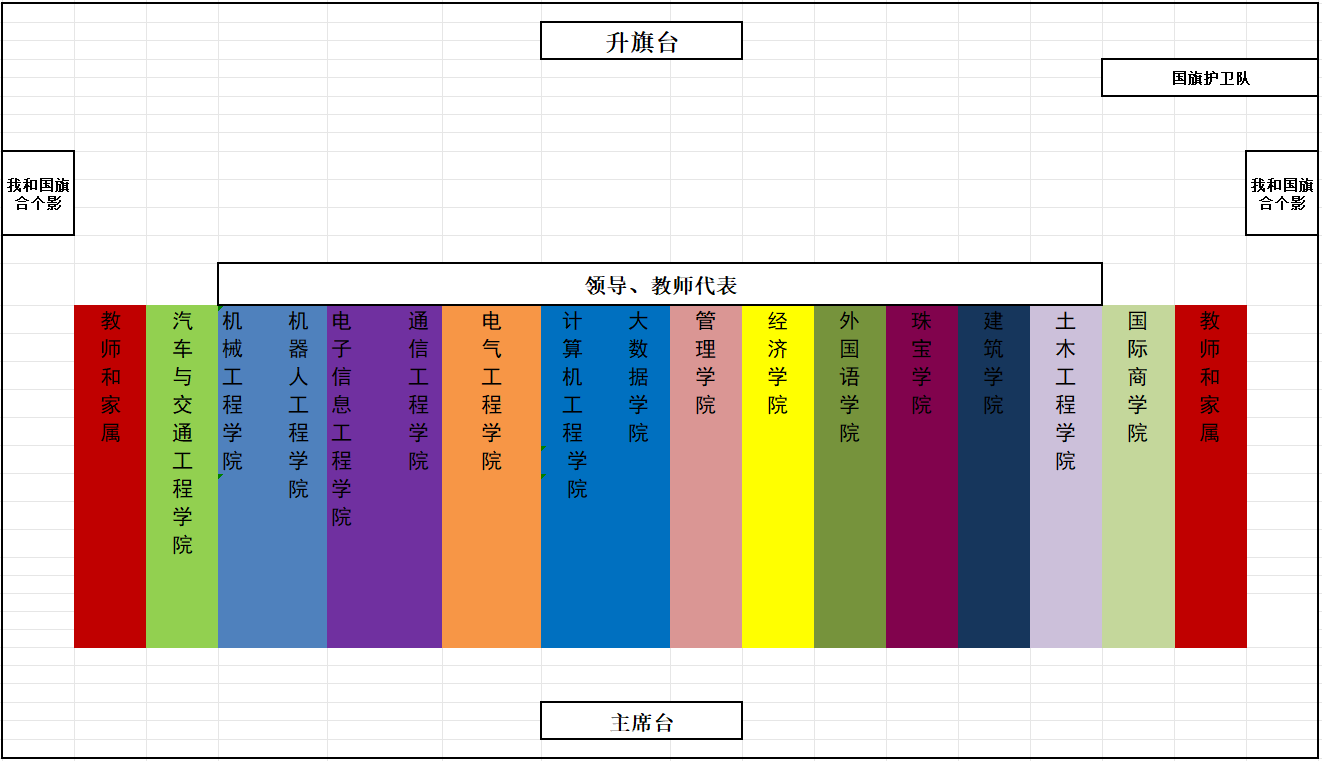 升旗台
国旗护卫队
我和国旗
合个影
我和国旗
合个影
领导、教师代表
教师和家属
汽车与交通工程学院
机械工程学院
机器人工程学院
电子信息工程学院
通信工程学院
电气工程学院
计算机工程学院
大数据学院
管理学院
经济学院
外国语学院
珠宝学院
建筑学院
土木工程学院
国际商学院
教师和家属
主席台